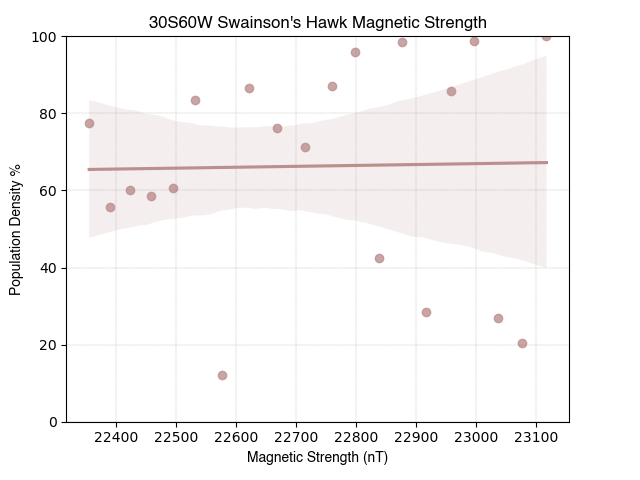 30S60W Swainson's Hawk Magnetic Strength
Population Density %
100
80
60
40
20
0
22400 22500 22600 22700 22800 22900 23000 23100
Magnetic Strength (nT)